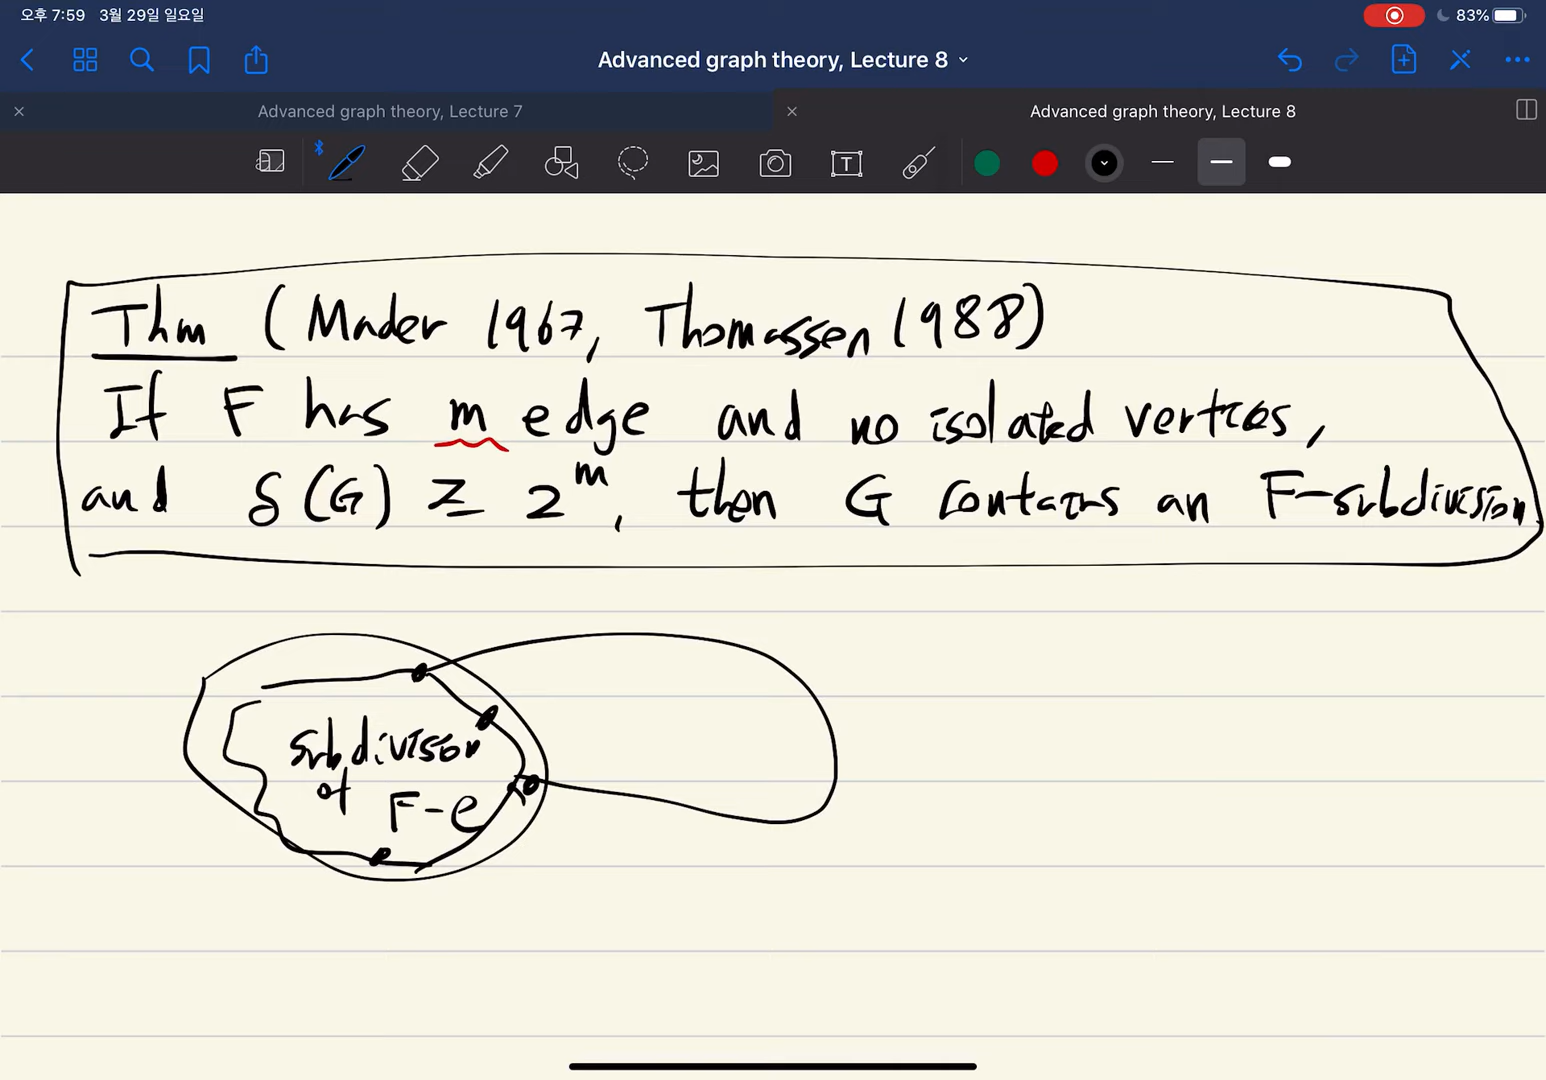 오후 7:59 3월 29일 일요일
83%
Advanced graph theory, Lecture 8
Advanced graph theory, Lecture 7
Advanced graph theory, Lecture 8
T
Thm (Mader 1967, Thomassen 1988)
If F has m edge and no isolated vertices,
and δ(G) ≥ 2^m, then G contains an F-subdivision
subdivision
of F-e